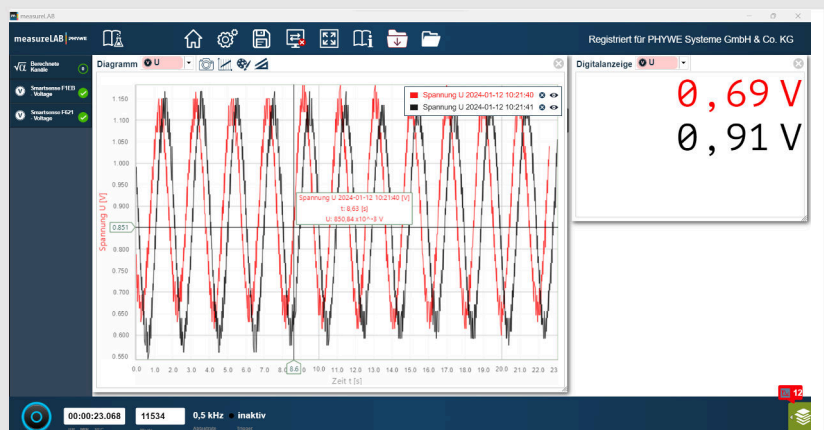 measureLAB
measureLAB PHYWE
Registriert für PHYWE Systeme GmbH & Co. KG
√α Berechnete Kanäle
V Smartsense F1EB - Voltage
V Smartsense F621 - Voltage
Diagramm U
Spannung U 2024-01-12 10:21:40
Spannung U 2024-01-12 10:21:41
1.150
1.100
1.050
1.000
0.950
0.900
0.851
0.800
0.750
0.700
0.650
0.600
0.550
Spannung U [V]
Spannung U 2024-01-12 10:21:40 [V]
t: 8,63 [s]
U: 850.84 x10^-3 V
0.0 1.0 2.0 3.0 4.0 5.0 6.0 7.0 8.6 10.0 11.0 12.0 13.0 14.0 15.0 16.0 17.0 18.0 19.0 20.0 21.0 22.0 23
Zeit t [s]
Digitalanzeige U
0,69 V
0,91 V
12
00:00:23.068 11534 0,5 kHz inaktiv